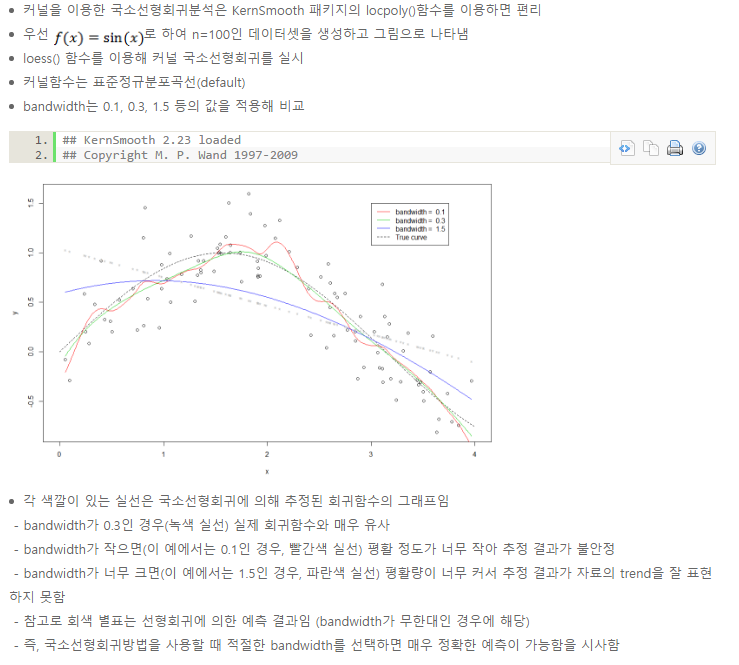 • 커널을 이용한 국소선형회귀분석은 KernSmooth 패키지의 locpoly()함수를 이용하면 편리
• 우선 f(x) = sin(x)로 하여 n=100인 데이터셋을 생성하고 그림으로 나타냄
• loess() 함수를 이용해 커널 국소선형회귀를 실시
• 커널함수는 표준정규분포곡선(default)
• bandwidth는 0.1, 0.3, 1.5 등의 값을 적용해 비교
1. ## KernSmooth 2.23 loaded
2. ## Copyright M. P. Wand 1997-2009
bandwidth = 0.1
bandwidth = 0.3
bandwidth = 1.5
True curve
1.5
1.0
0.5
0.0
-0.5
y
0 1 2 3 4
x
• 각 색깔이 있는 실선은 국소선형회귀에 의해 추정된 회귀함수의 그래프임
- bandwidth가 0.3인 경우(녹색 실선) 실제 회귀함수와 매우 유사
- bandwidth가 작으면(이 예에서는 0.1인 경우, 빨간색 실선) 평활 정도가 너무 작아 추정 결과가 불안정
- bandwidth가 너무 크면(이 예에서는 1.5인 경우, 파란색 실선) 평활량이 너무 커서 추정 결과가 자료의 trend을 잘 표현
하지 못함
- 참고로 회색 별표는 선형회귀에 의한 예측 결과임 (bandwidth가 무한대인 경우에 해당)
- 즉, 국소선형회귀방법을 사용할 때 적절한 bandwidth를 선택하면 매우 정확한 예측이 가능함을 시사함